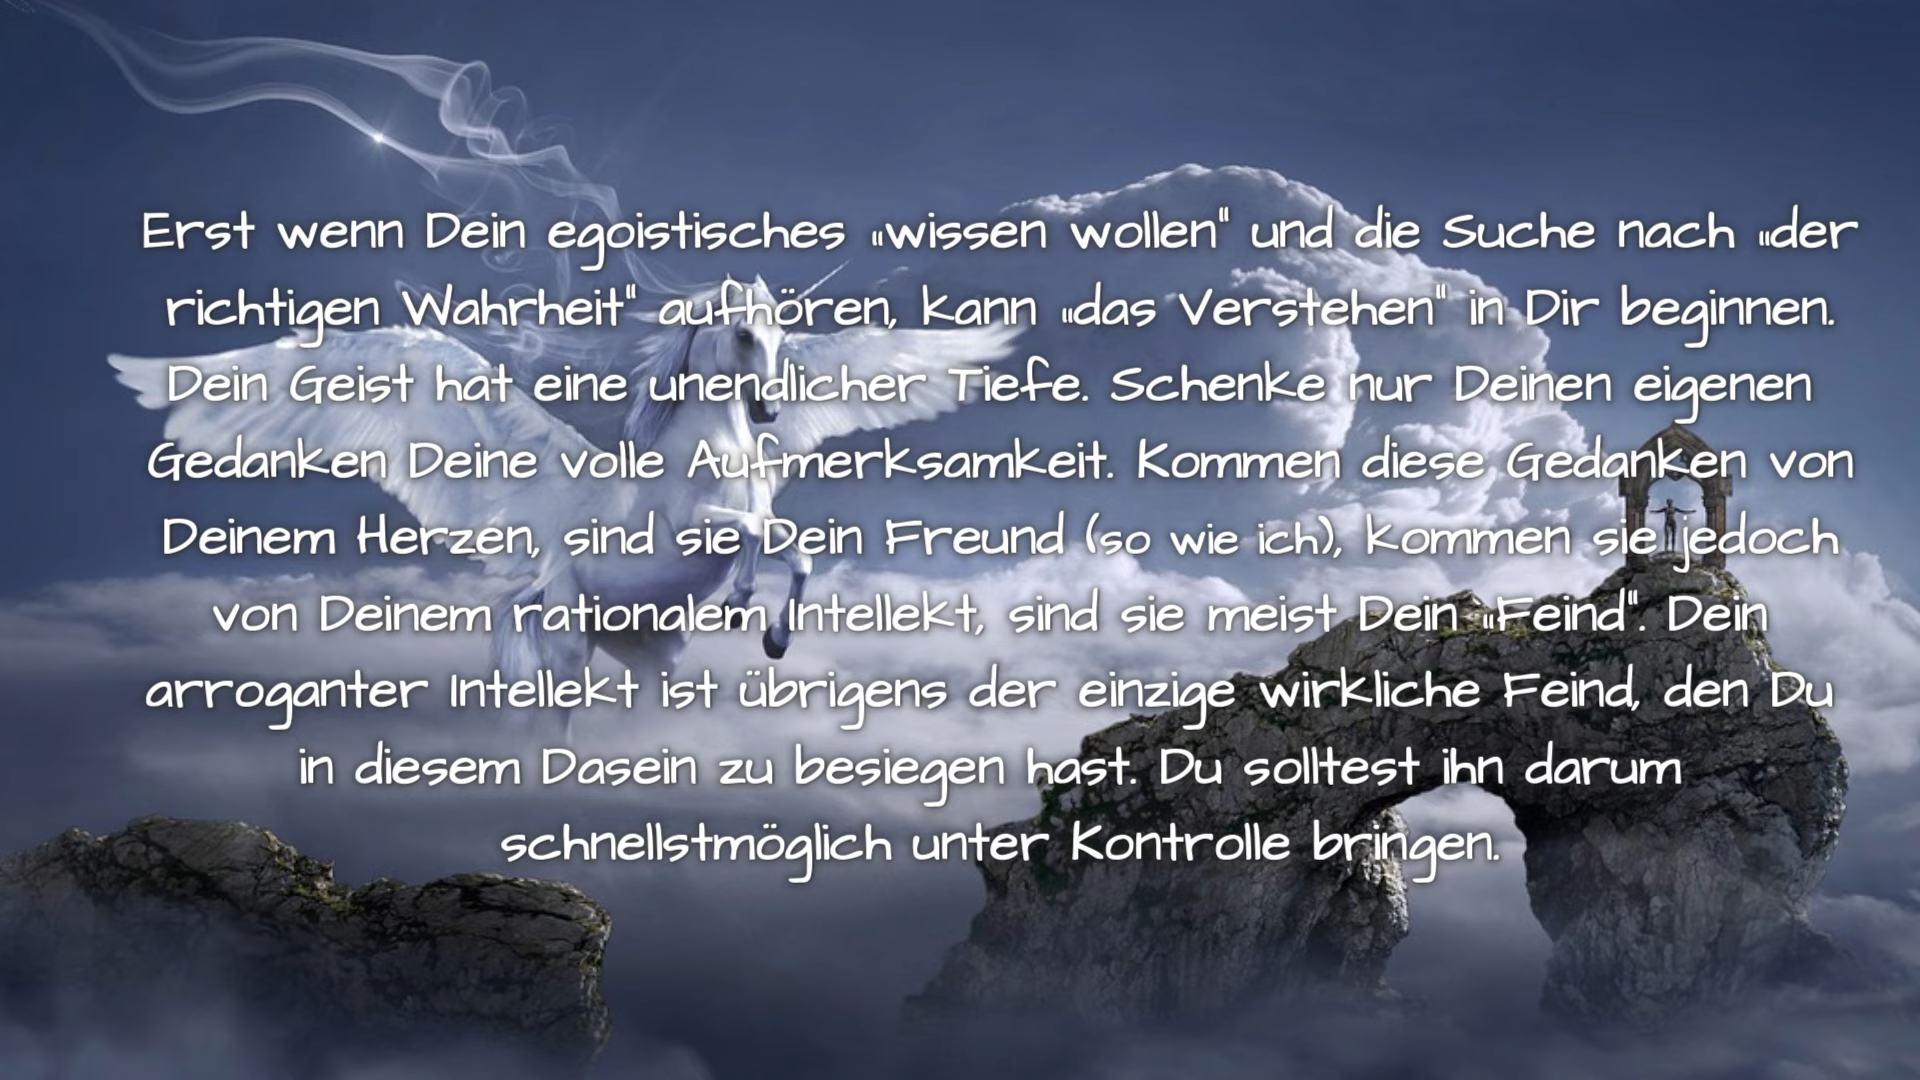 Erst wenn Dein egoistisches „wissen wollen" und die Suche nach „der
richtigen Wahrheit" aufhören, kann „das Verstehen" in Dir beginnen.
Dein Geist hat eine unendlicher Tiefe. Schenke nur Deinen eigenen
Gedanken Deine volle Aufmerksamkeit. Kommen diese Gedanken von
Deinem Herzen, sind sie Dein Freund (so wie ich), kommen sie jedoch
von Deinem rationalem Intellekt, sind sie meist Dein „Feind". Dein
arroganter Intellekt ist übrigens der einzige wirkliche Feind, den Du
in diesem Dasein zu besiegen hast. Du solltest ihn darum
schnellstmöglich unter Kontrolle bringen.